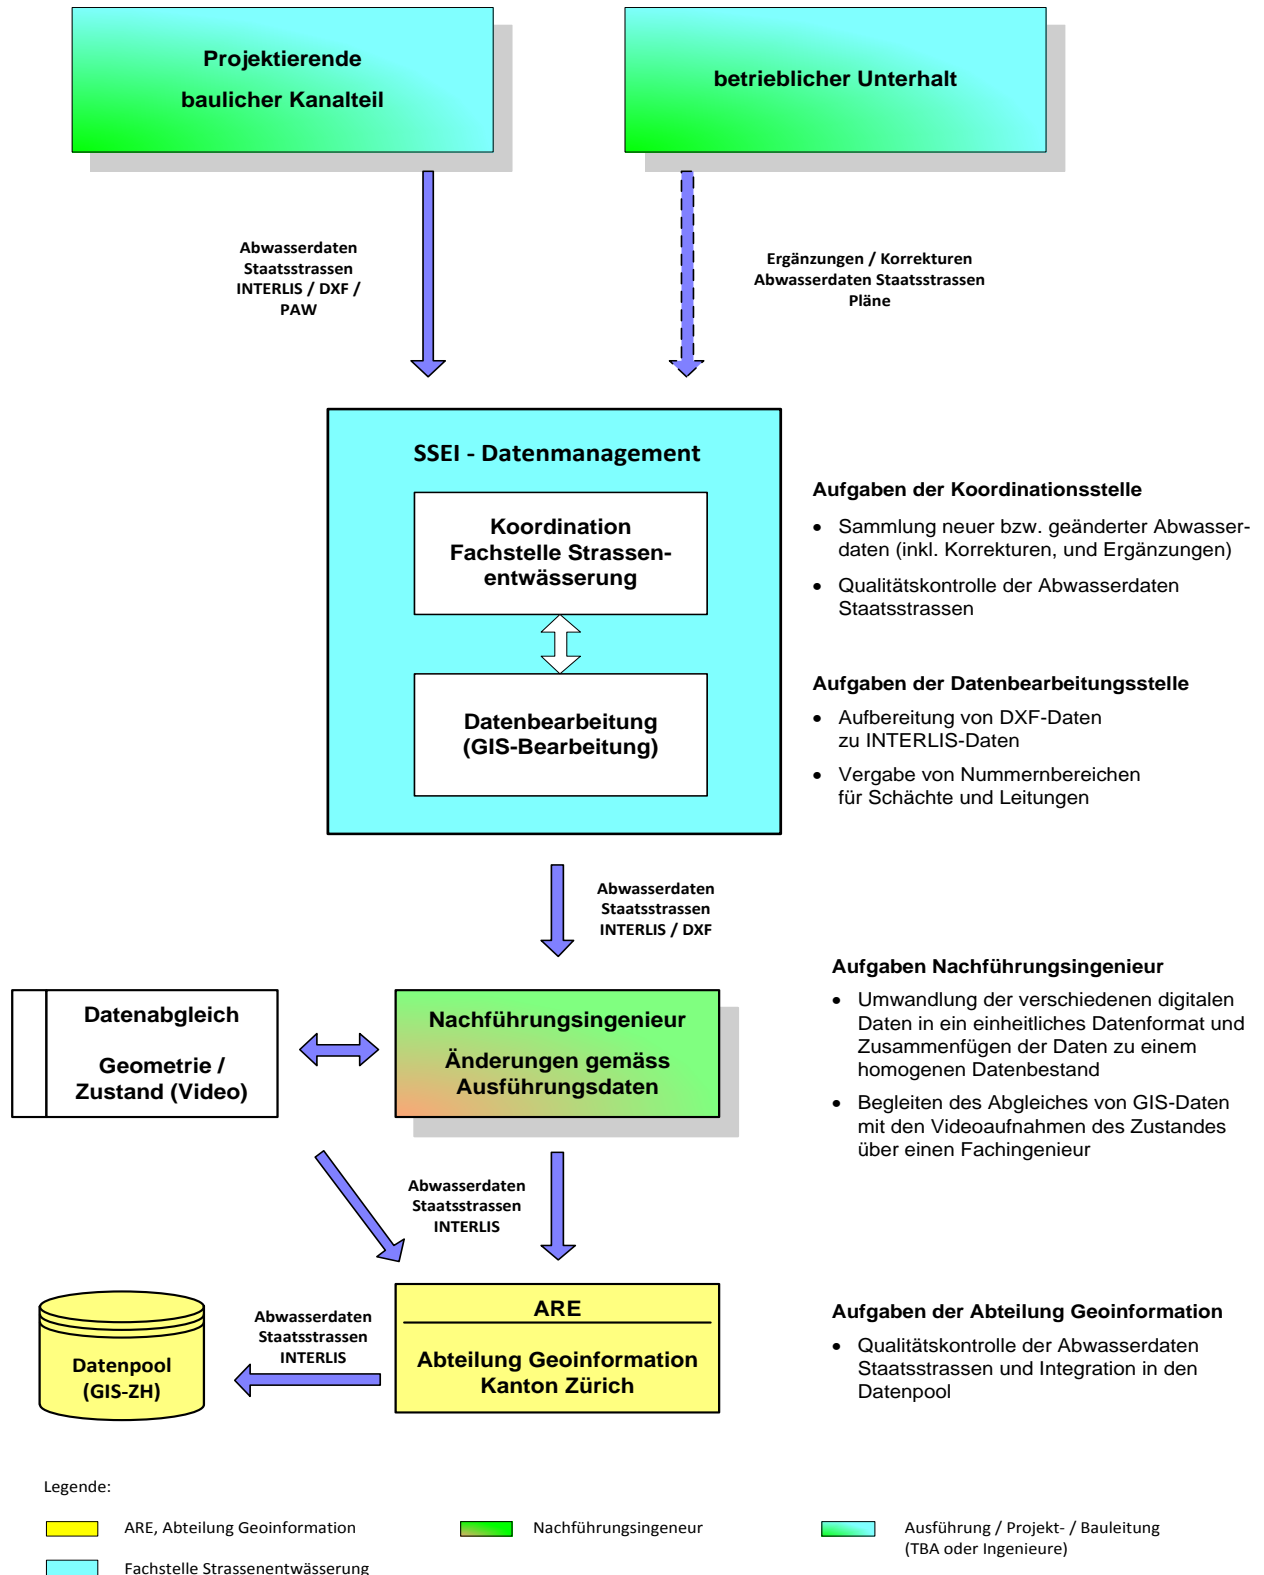 Projektierende
baulicher Kanalteil
betrieblicher Unterhalt
Abwasserdaten
Staatsstrassen
INTERLIS / DXF /
PAW
Ergänzungen / Korrekturen
Abwasserdaten Staatsstrassen
Pläne
SSEI - Datenmanagement
Koordination
Fachstelle Strassen-
entwässerung
Datenbearbeitung
(GIS-Bearbeitung)
Aufgaben der Koordinationsstelle
• Sammlung neuer bzw. geänderter Abwasser-
daten (inkl. Korrekturen, und Ergänzungen)
• Qualitätskontrolle der Abwasserdaten
Staatsstrassen
Aufgaben der Datenbearbeitungsstelle
• Aufbereitung von DXF-Daten
zu INTERLIS-Daten
• Vergabe von Nummernbereichen
für Schächte und Leitungen
Abwasserdaten
Staatsstrassen
INTERLIS / DXF
Datenabgleich
Geometrie /
Zustand (Video)
Nachführungsingenieur
Änderungen gemäss
Ausführungsdaten
Aufgaben Nachführungsingenieur
• Umwandlung der verschiedenen digitalen
Daten in ein einheitliches Datenformat und
Zusammenfügen der Daten zu einem
homogenen Datenbestand
• Begleiten des Abgleiches von GIS-Daten
mit den Videoaufnahmen des Zustandes
über einen Fachingenieur
Abwasserdaten
Staatsstrassen
INTERLIS
Datenpool
(GIS-ZH)
Abwasserdaten
Staatsstrassen
INTERLIS
ARE
Abteilung Geoinformation
Kanton Zürich
Aufgaben der Abteilung Geoinformation
• Qualitätskontrolle der Abwasserdaten
Staatsstrassen und Integration in den
Datenpool
Legende:
ARE, Abteilung Geoinformation
Nachführungsingeneur
Ausführung / Projekt- / Bauleitung
(TBA oder Ingenieure)
Fachstelle Strassenentwässerung